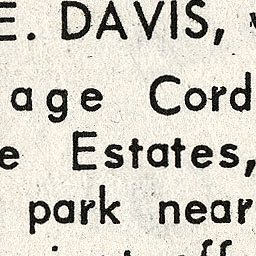 E. DAVIS,
age Cord
e Estates,
park near